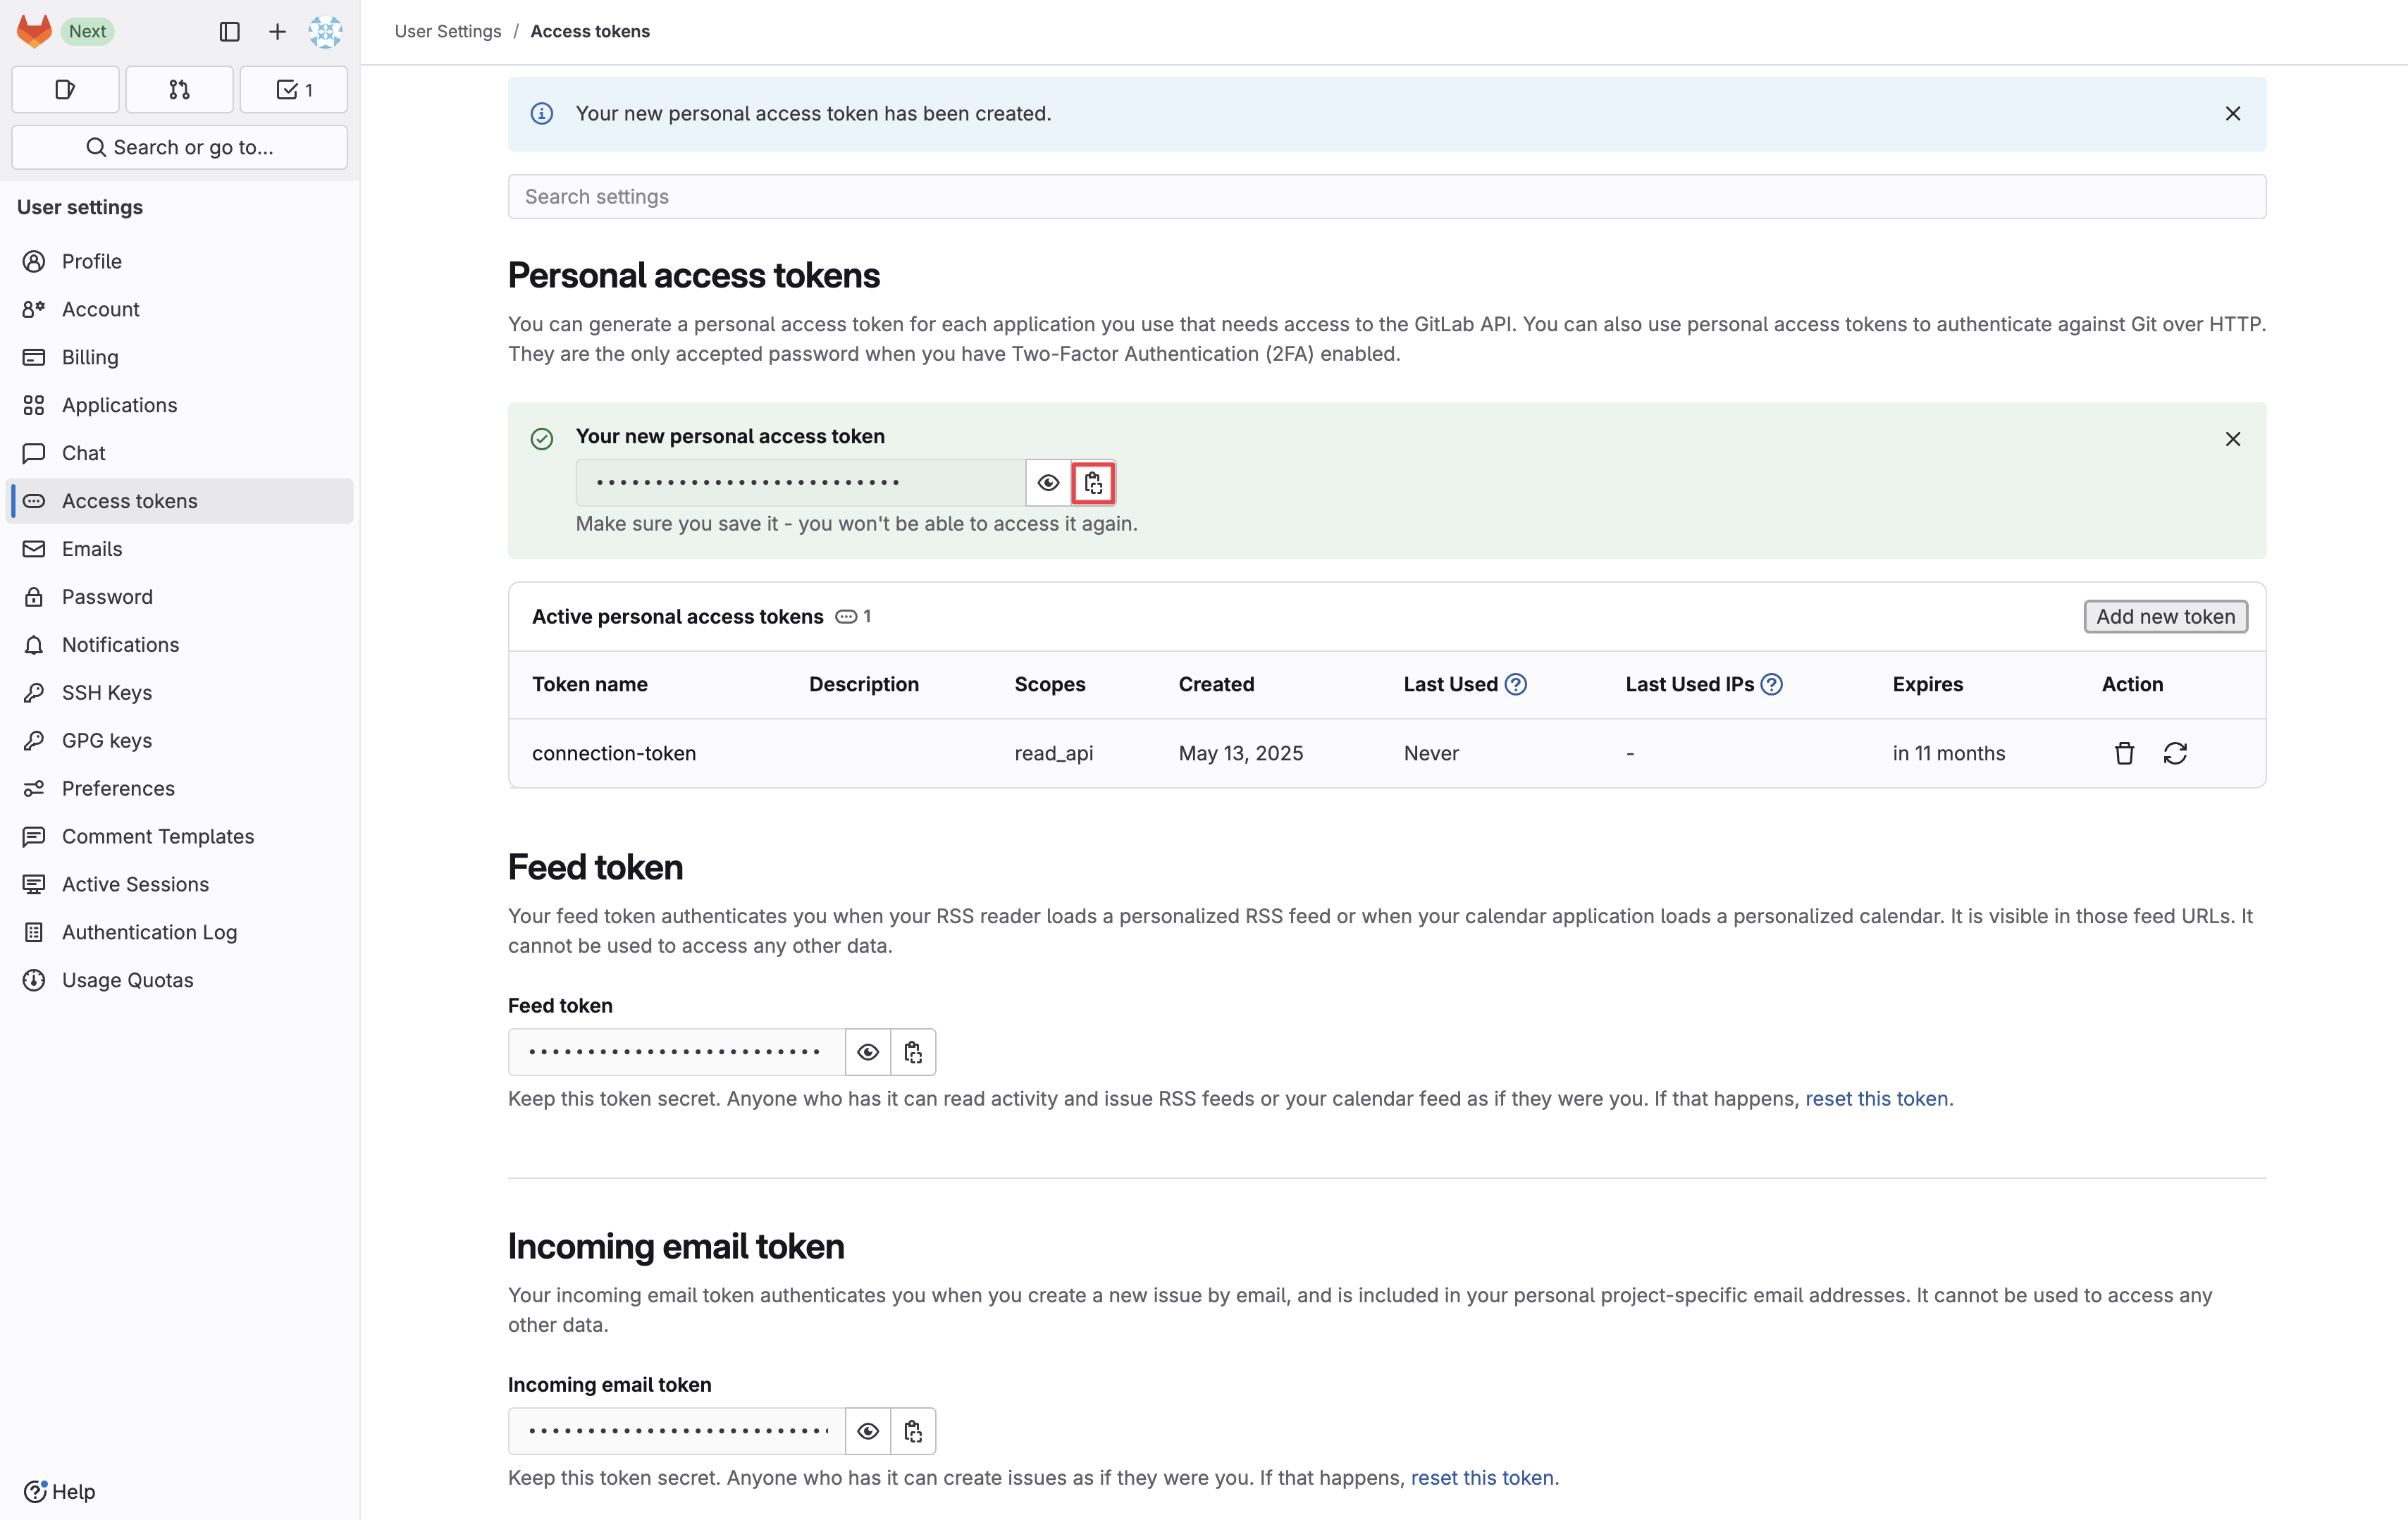 Next
1
Search or go to...
User settings
Profile
Account
Billing
Applications
Chat
Access tokens
Emails
Password
Notifications
SSH Keys
GPG keys
Preferences
Comment Templates
Active Sessions
Authentication Log
Usage Quotas
Help
User Settings / Access tokens
Your new personal access token has been created.
Search settings
Personal access tokens
You can generate a personal access token for each application you use that needs access to the GitLab API. You can also use personal access tokens to authenticate against Git over HTTP.
They are the only accepted password when you have Two-Factor Authentication (2FA) enabled.
Your new personal access token
Make sure you save it - you won't be able to access it again.
Active personal access tokens 1
Add new token
Token name Description Scopes Created Last Used Last Used IPs Expires Action
connection-token read_api May 13, 2025 Never - in 11 months
Feed token
Your feed token authenticates you when your RSS reader loads a personalized RSS feed or when your calendar application loads a personalized calendar. It is visible in those feed URLs. It
cannot be used to access any other data.
Feed token
Keep this token secret. Anyone who has it can read activity and issue RSS feeds or your calendar feed as if they were you. If that happens, reset this token.
Incoming email token
Your incoming email token authenticates you when you create a new issue by email, and is included in your personal project-specific email addresses. It cannot be used to access any
other data.
Incoming email token
Keep this token secret. Anyone who has it can create issues as if they were you. If that happens, reset this token.